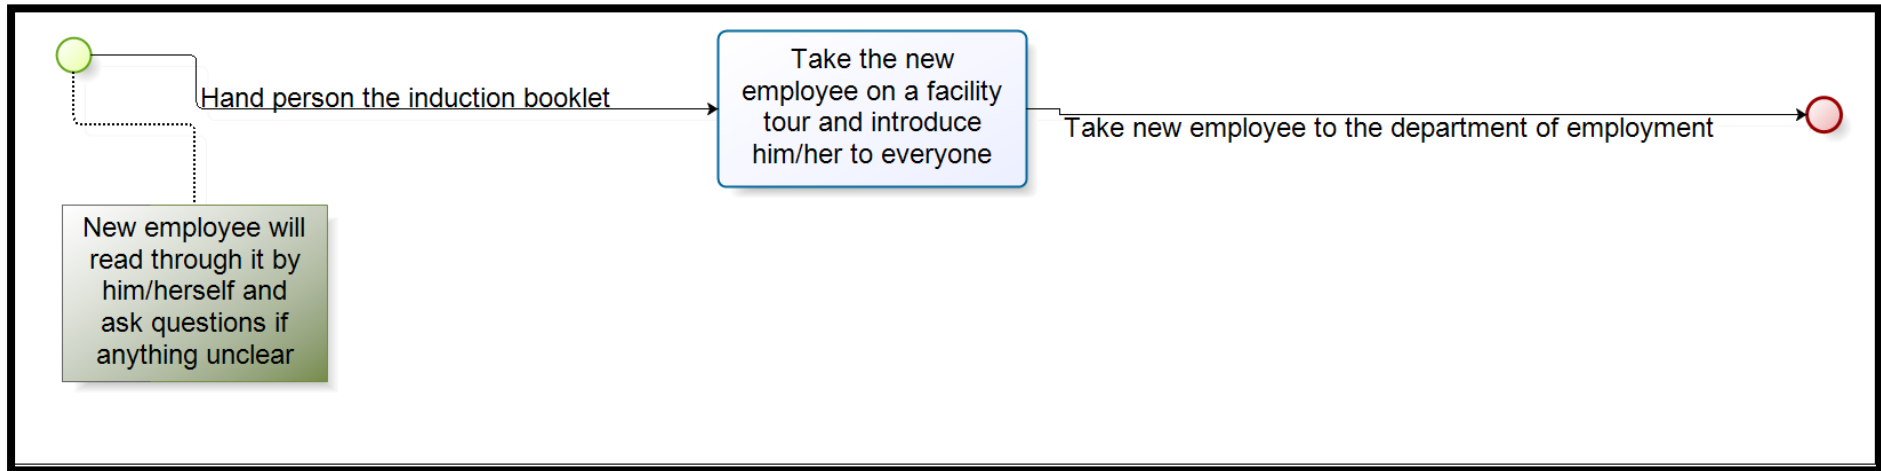 Hand person the induction booklet
Take the new
employee on a facility
tour and introduce
him/her to everyone
Take new employee to the department of employment
New employee will
read through it by
him/herself and
ask questions if
anything unclear